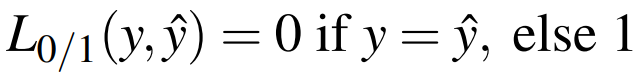 L₀/₁(y, ŷ) = 0 if y = ŷ, else 1